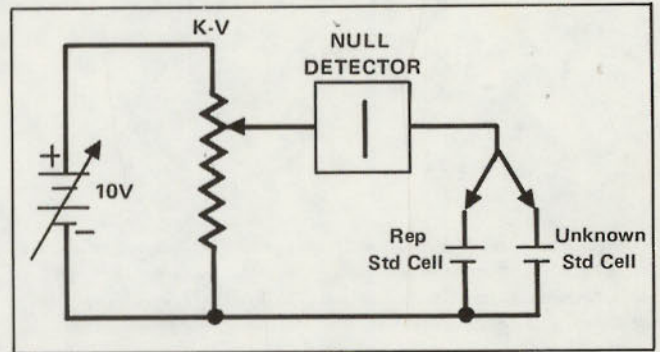 K-V
NULL
DETECTOR
+
10V
−
Rep
Std Cell
Unknown
Std Cell